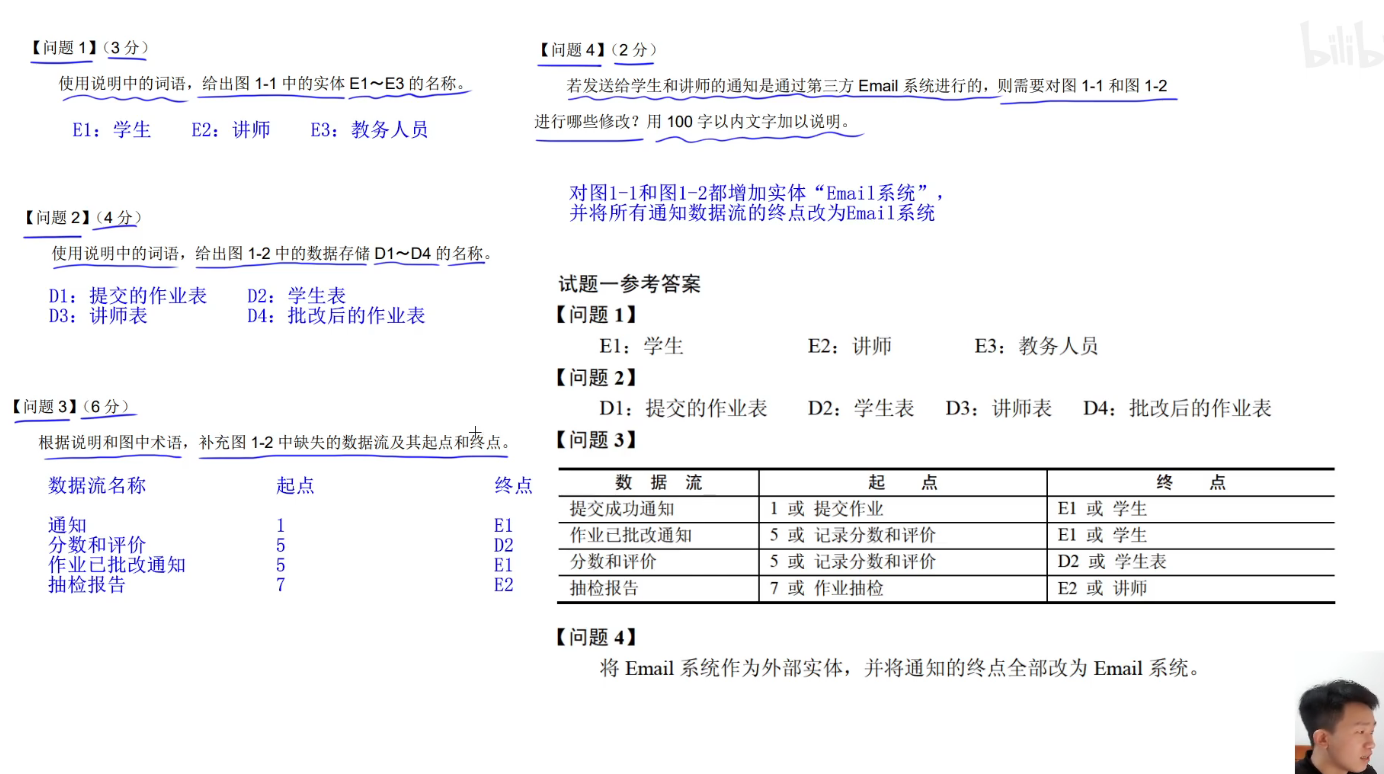 【问题 1】（3 分）
使用说明中的词语，给出图 1-1 中的实体 E1～E3 的名称。
E1：学生 E2：讲师 E3：教务人员
【问题 2】（4 分）
使用说明中的词语，给出图 1-2 中的数据存储 D1～D4 的名称。
D1：提交的作业表 D2：学生表
D3：讲师表 D4：批改后的作业表
【问题 3】（6 分）
根据说明和图中术语，补充图 1-2 中缺失的数据流及其起点和终点。
数据流名称 起点 终点
通知 1 E1
分数和评价 5 D2
作业已批改通知 5 E1
抽检报告 7 E2
【问题 4】（2 分）
若发送给学生和讲师的通知是通过第三方 Email 系统进行的，则需要对图 1-1 和图 1-2
进行哪些修改？用 100 字以内文字加以说明。
对图1-1和图1-2都增加实体“Email系统”，
并将所有通知数据流的终点改为Email系统
试题一参考答案
【问题 1】
E1：学生 E2：讲师 E3：教务人员
【问题 2】
D1：提交的作业表 D2：学生表 D3：讲师表 D4：批改后的作业表
【问题 3】
数 据 流 起 点 终 点
提交成功通知 1 或 提交作业 E1 或 学生
作业已批改通知 5 或 记录分数和评价 E1 或 学生
分数和评价 5 或 记录分数和评价 D2 或 学生表
抽检报告 7 或 作业抽检 E2 或 讲师
【问题 4】
将 Email 系统作为外部实体，并将通知的终点全部改为 Email 系统。
bilib